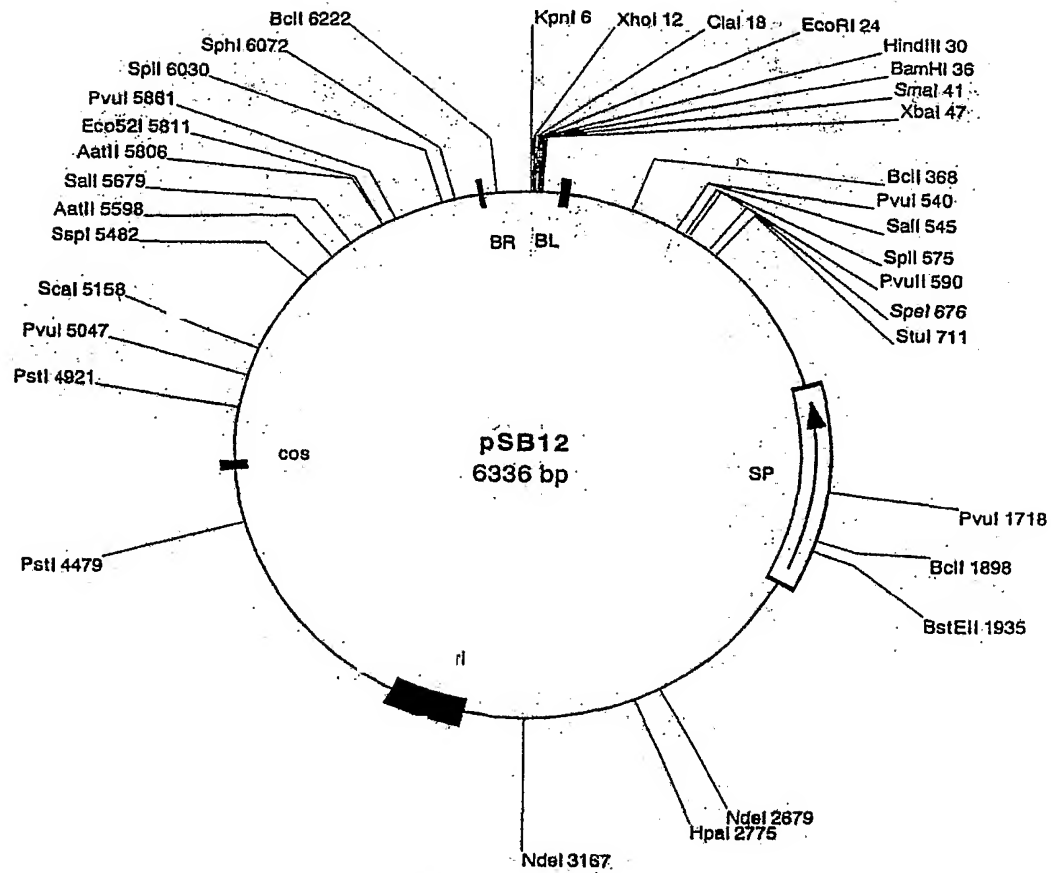 BclI 6222
SphI 6072
SplI 6030
PvuI 5861
Eco52I 5811
AatII 5806
SalI 5679
AatII 5598
SspI 5482
ScaI 5158
PvuI 5047
PstI 4921
cos
PstI 4479
KpnI 6
XhoI 12
ClaI 18
EcoRI 24
HindIII 30
BamHI 36
SmaI 41
XbaI 47
BclI 368
PvuI 540
SalI 545
SplI 575
PvuII 590
SpeI 676
StuI 711
BR
BL
pSB12
6336 bp
SP
PvuI 1718
BclI 1898
BstEII 1935
ri
NdeI 2679
HpaI 2775
NdeI 3167